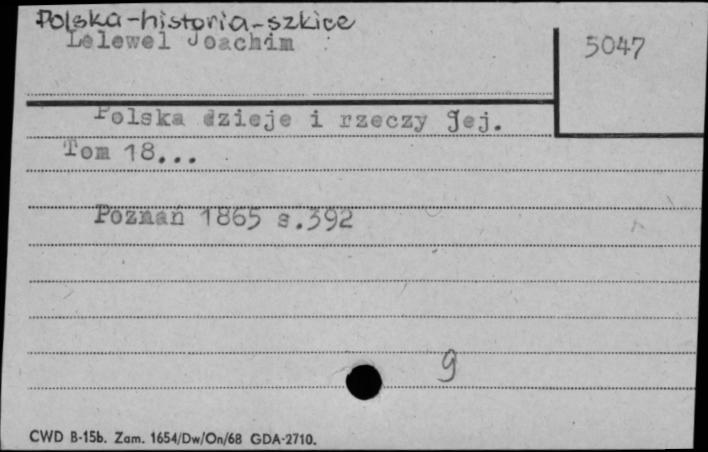 Polska-historia-szkice
Lelewel Joachim
5047
Polska dzieje i rzeczy Jej.
Tom 18...
Poznań 1865 s.392
9
CWD B-15b. Zam. 1654/Dw/On/68 GDA-2710.